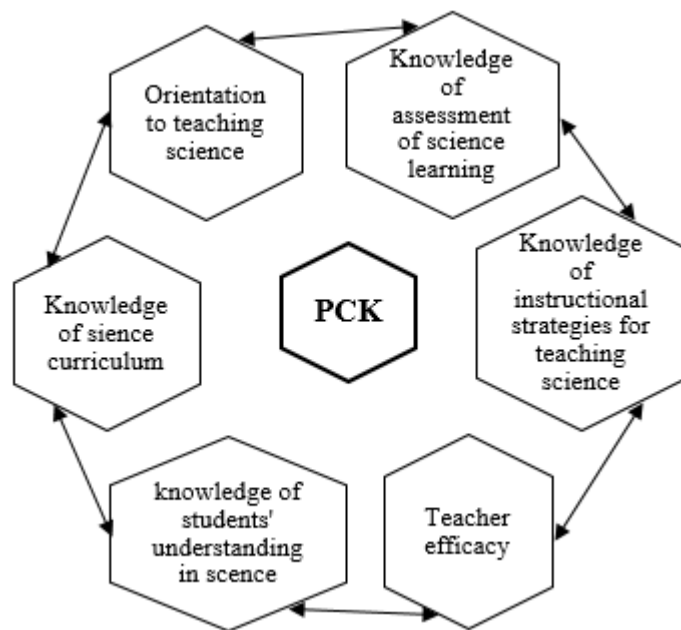 Orientation
to teaching
science
Knowledge
of
assessment
of science
learning
Knowledge
of sience
curriculum
PCK
Knowledge
of
instructional
strategies for
teaching
science
knowledge of
students'
understanding
in scence
Teacher
efficacy